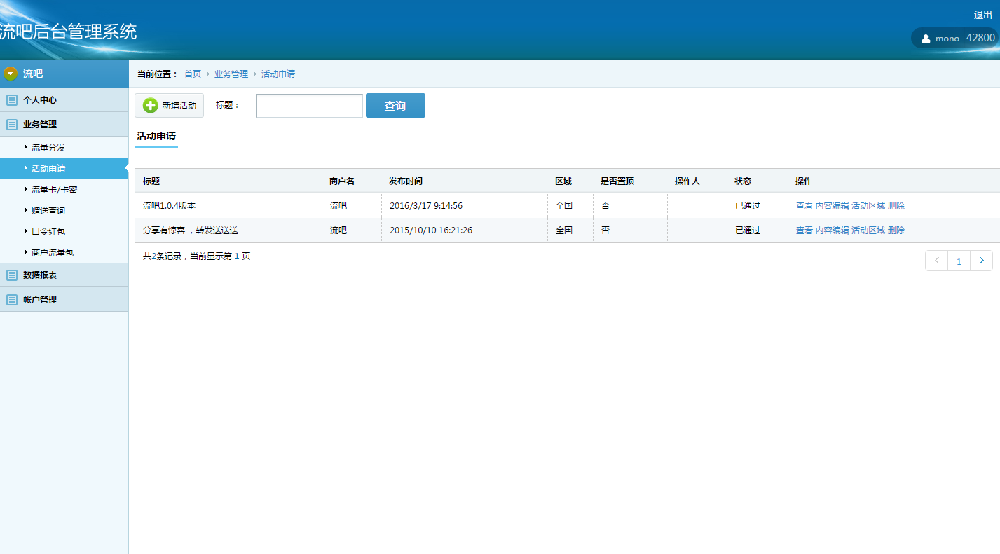 退出
流吧后台管理系统
mono 42800
流吧
个人中心
业务管理
流量分发
活动申请
流量卡/卡密
赠送查询
口令红包
商户流量包
数据报表
帐户管理
当前位置： 首页 > 业务管理 > 活动申请
新增活动 标题： 查询
活动申请
标题 商户名 发布时间 区域 是否置顶 操作人 状态 操作
流吧1.0.4版本 流吧 2016/3/17 9:14:56 全国 否 已通过 查看 内容编辑 活动区域 删除
分享有惊喜 ，转发送送送 流吧 2015/10/10 16:21:26 全国 否 已通过 查看 内容编辑 活动区域 删除
共2条记录，当前显示第 1 页
< 1 >